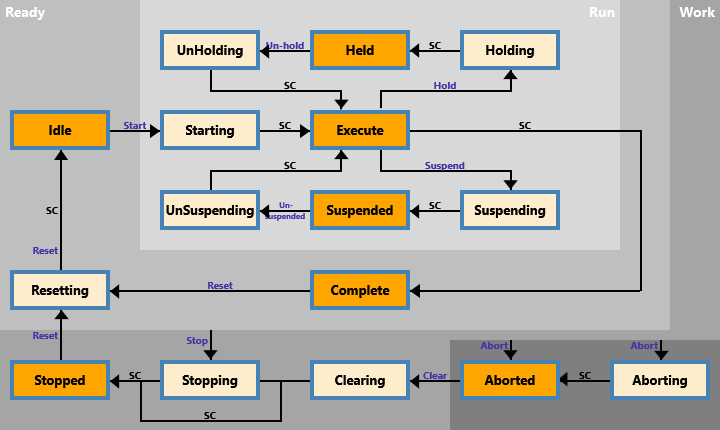 Ready
Run
Work
UnHolding
Un-hold
Held
SC
Holding
SC
Hold
Idle
Start
Starting
SC
Execute
SC
SC
Suspend
SC
UnSuspending
Un-
suspended
Suspended
SC
Suspending
Reset
Resetting
Reset
Complete
Reset
Stop
Abort
Abort
Stopped
SC
Stopping
Clearing
Clear
Aborted
SC
Aborting
SC